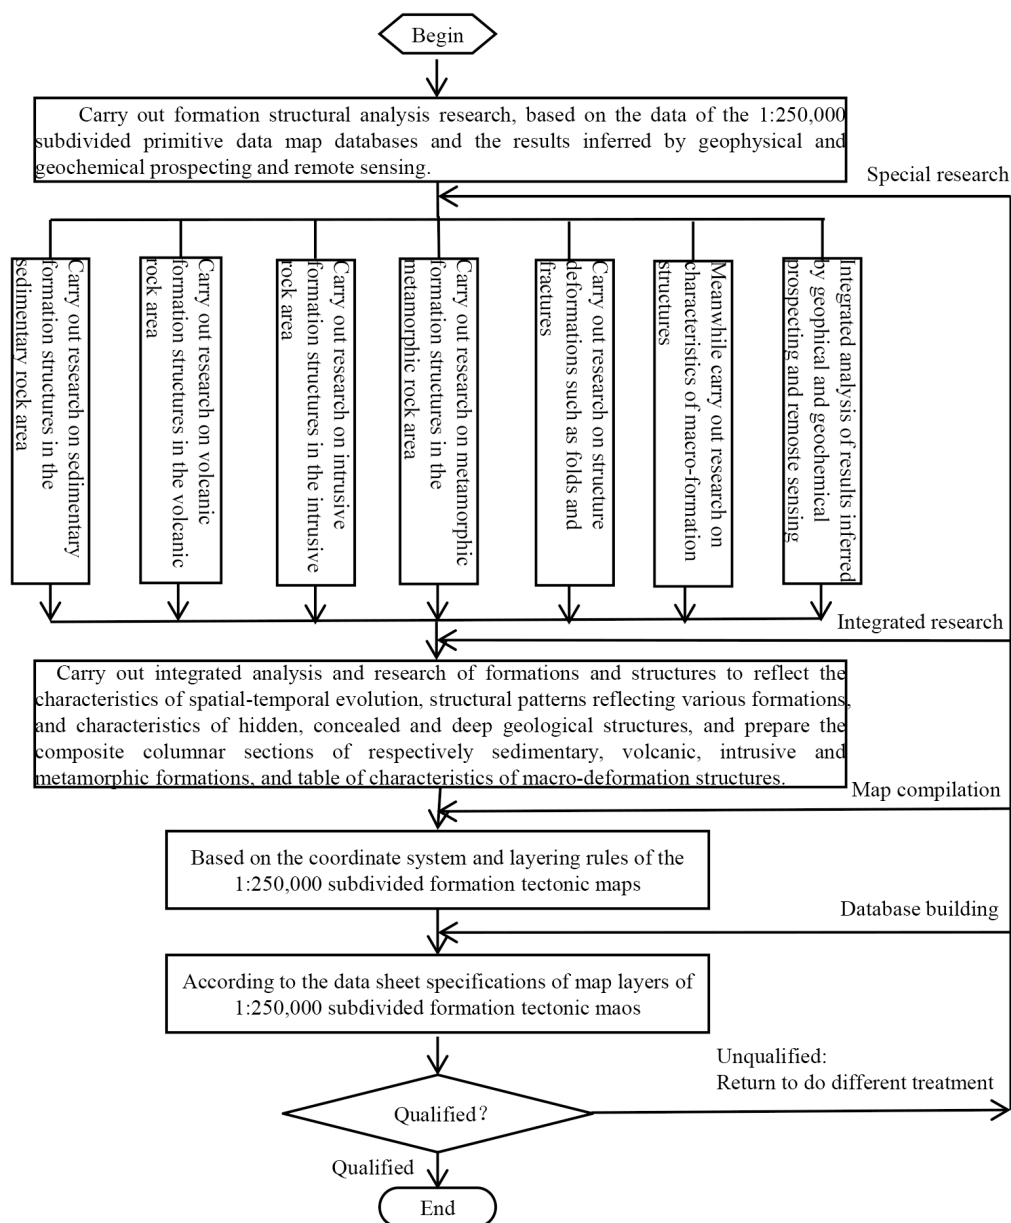 Begin
Carry out formation structural analysis research, based on the data of the 1:250,000
subdivided primitive data map databases and the results inferred by geophysical and
geochemical prospecting and remote sensing.
Special research
Carry out research on sedimentary
formation structures in the
sedimentary rock area
Carry out research on volcanic
formation structures in the volcanic
rock area
Carry out research on intrusive
formation structures in the intrusive
rock area
Carry out research on metamorphic
formation structures in the
metamorphic rock area
Carry out research on structure
deformations such as folds and
fractures
Meanwhile carry out research on
characteristics of macro-formation
structures
Integrated analysis of results inferred
by geophical and geochemical
prospecting and remoste sensing
Integrated research
Carry out integrated analysis and research of formations and structures to reflect the
characteristics of spatial-temporal evolution, structural patterns reflecting various formations,
and characteristics of hidden, concealed and deep geological structures, and prepare the
composite columnar sections of respectively sedimentary, volcanic, intrusive and
metamorphic formations, and table of characteristics of macro-deformation structures.
Map compilation
Based on the coordinate system and layering rules of the
1:250,000 subdivided formation tectonic maps
Database building
According to the data sheet specifications of map layers of
1:250,000 subdivided formation tectonic maos
Unqualified:
Return to do different treatment
Qualified？
Qualified
End